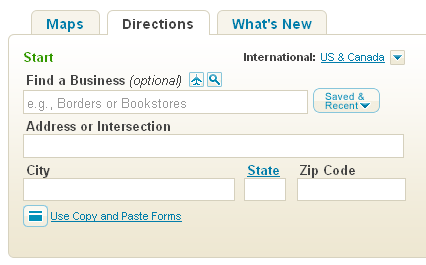 Maps Directions What's New
Start International: US & Canada
Find a Business (optional)
e.g., Borders or Bookstores Saved & Recent
Address or Intersection
City State Zip Code
Use Copy and Paste Forms